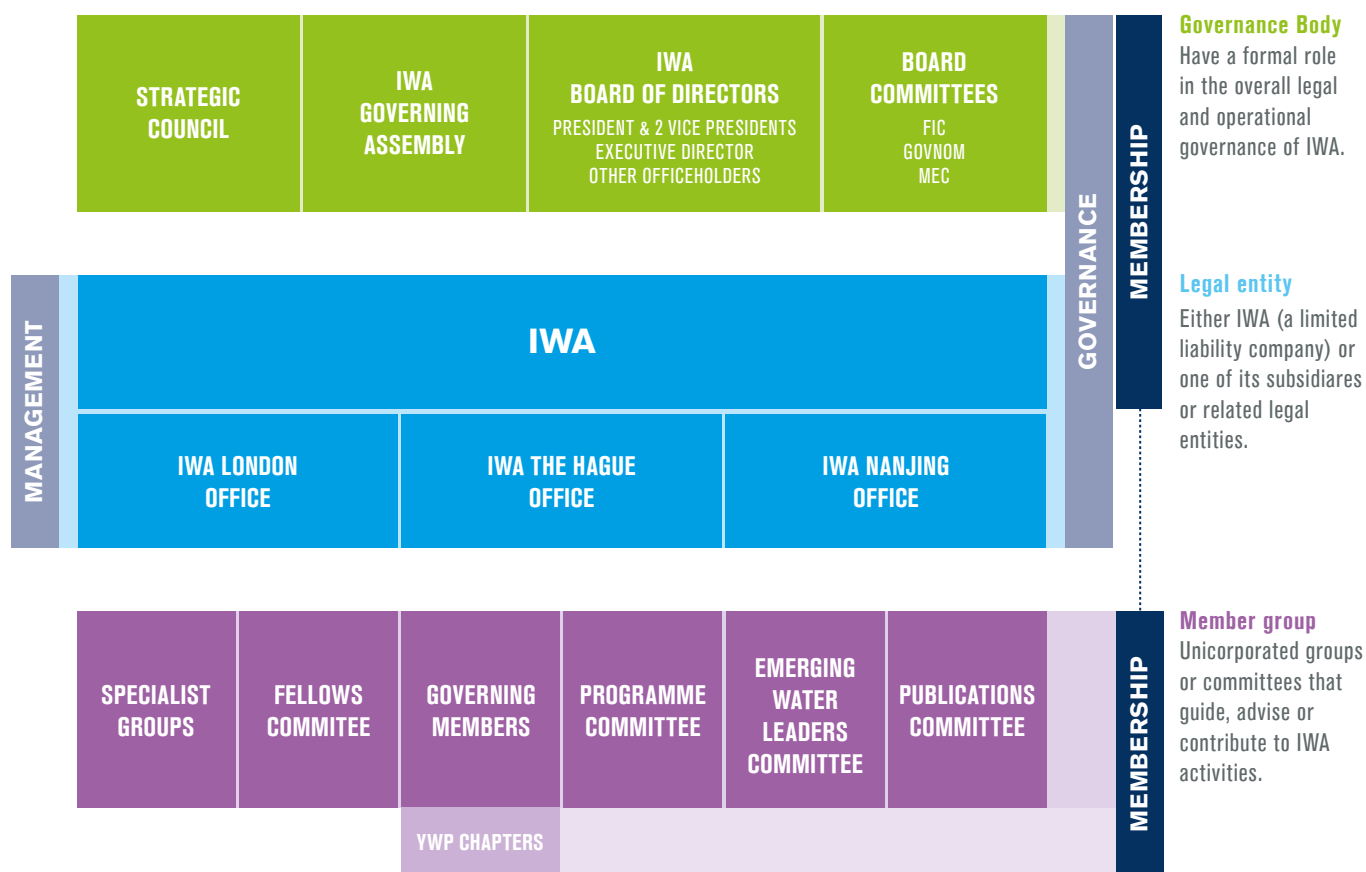 STRATEGIC
COUNCIL
IWA
GOVERNING
ASSEMBLY
IWA
BOARD OF DIRECTORS
PRESIDENT & 2 VICE PRESIDENTS
EXECUTIVE DIRECTOR
OTHER OFFICEHOLDERS
BOARD
COMMITTEES
FIC
GOVNOM
MEC
GOVERNANCE
MEMBERSHIP
Governance Body
Have a formal role
in the overall legal
and operational
governance of IWA.
MANAGEMENT
IWA
IWA LONDON
OFFICE
IWA THE HAGUE
OFFICE
IWA NANJING
OFFICE
Legal entity
Either IWA (a limited
liability company) or
one of its subsidiares
or related legal
entities.
SPECIALIST
GROUPS
FELLOWS
COMMITEE
GOVERNING
MEMBERS
PROGRAMME
COMMITTEE
EMERGING
WATER
LEADERS
COMMITTEE
PUBLICATIONS
COMMITTEE
YWP CHAPTERS
MEMBERSHIP
Member group
Unicorporated groups
or committees that
guide, advise or
contribute to IWA
activities.